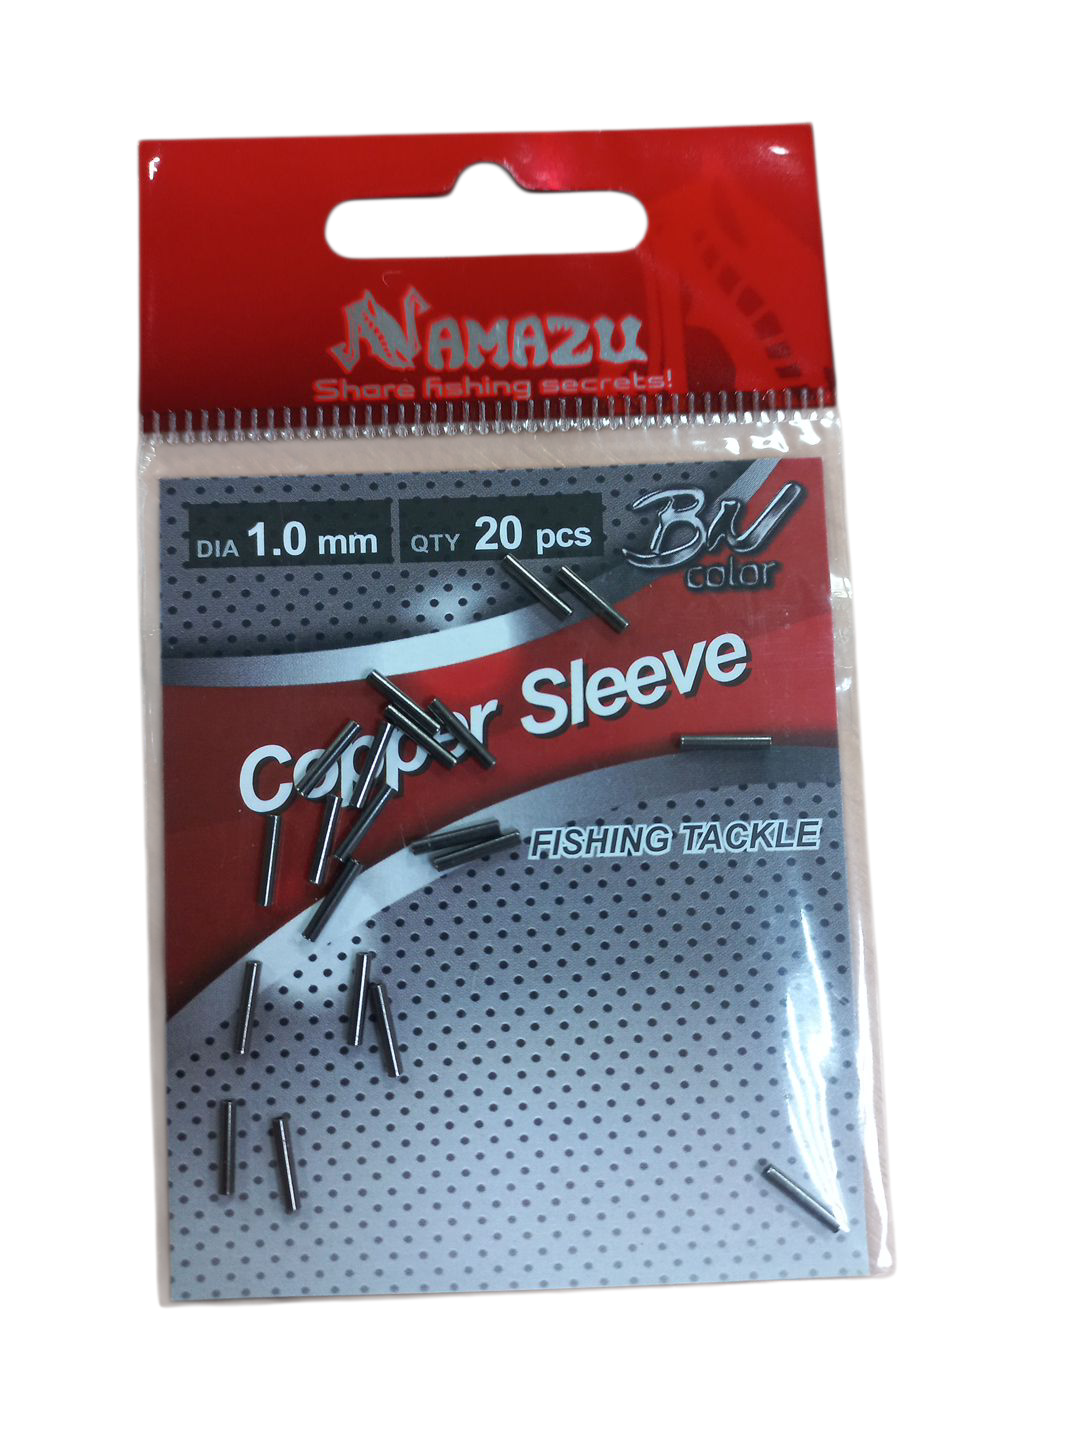 NAMAZU
Share fishing secrets!
DIA 1.0 mm QTY 20 pcs
BN
color
Copper Sleeve
FISHING TACKLE